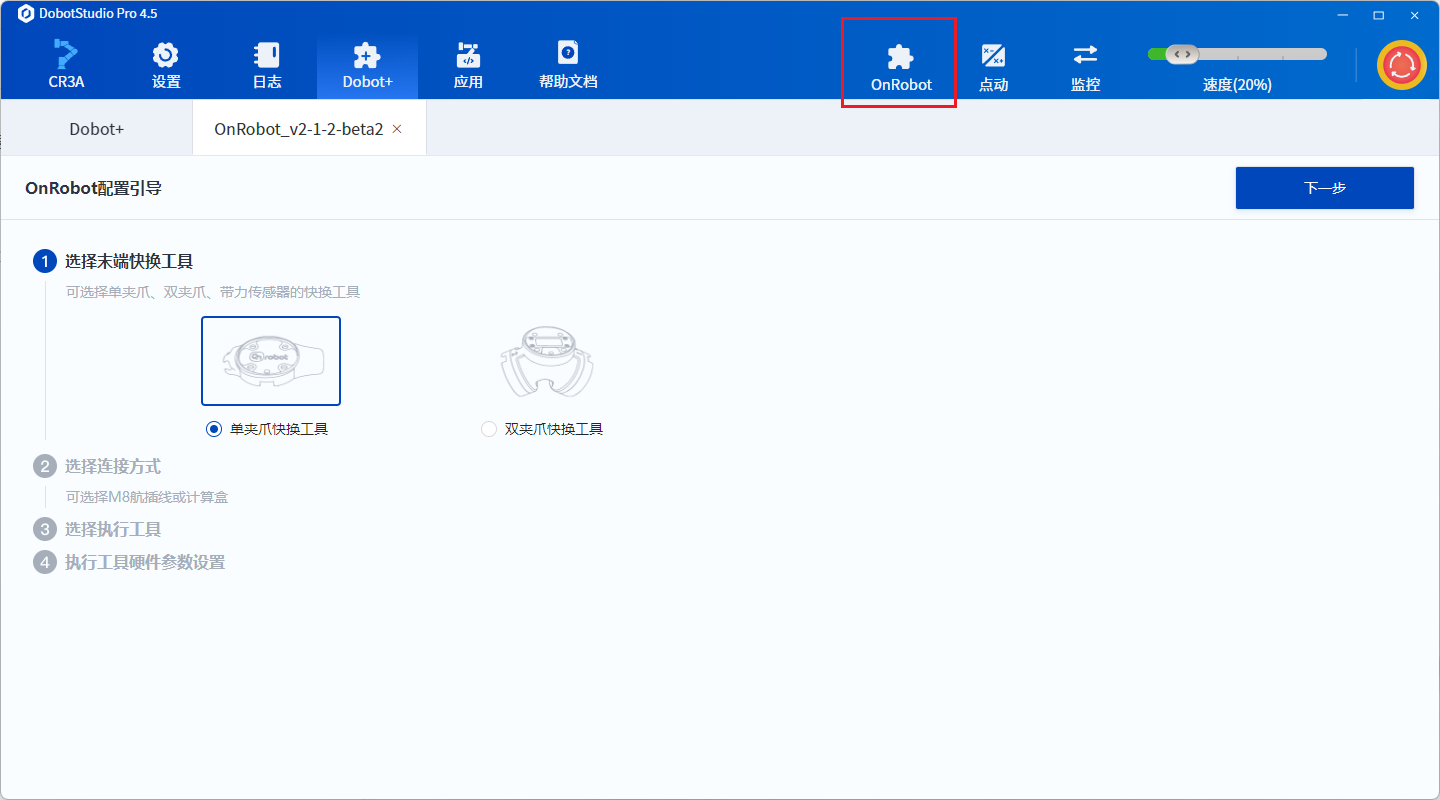 DobotStudio Pro 4.5
CR3A
设置
日志
Dobot+
应用
帮助文档
OnRobot
点动
监控
速度(20%)
Dobot+
OnRobot_v2-1-2-beta2
OnRobot配置引导
下一步
1 选择末端快换工具
可选择单夹爪、双夹爪、带力传感器的快换工具
OnRobot
单夹爪快换工具
双夹爪快换工具
2 选择连接方式
可选择M8航插线或计算盒
3 选择执行工具
4 执行工具硬件参数设置